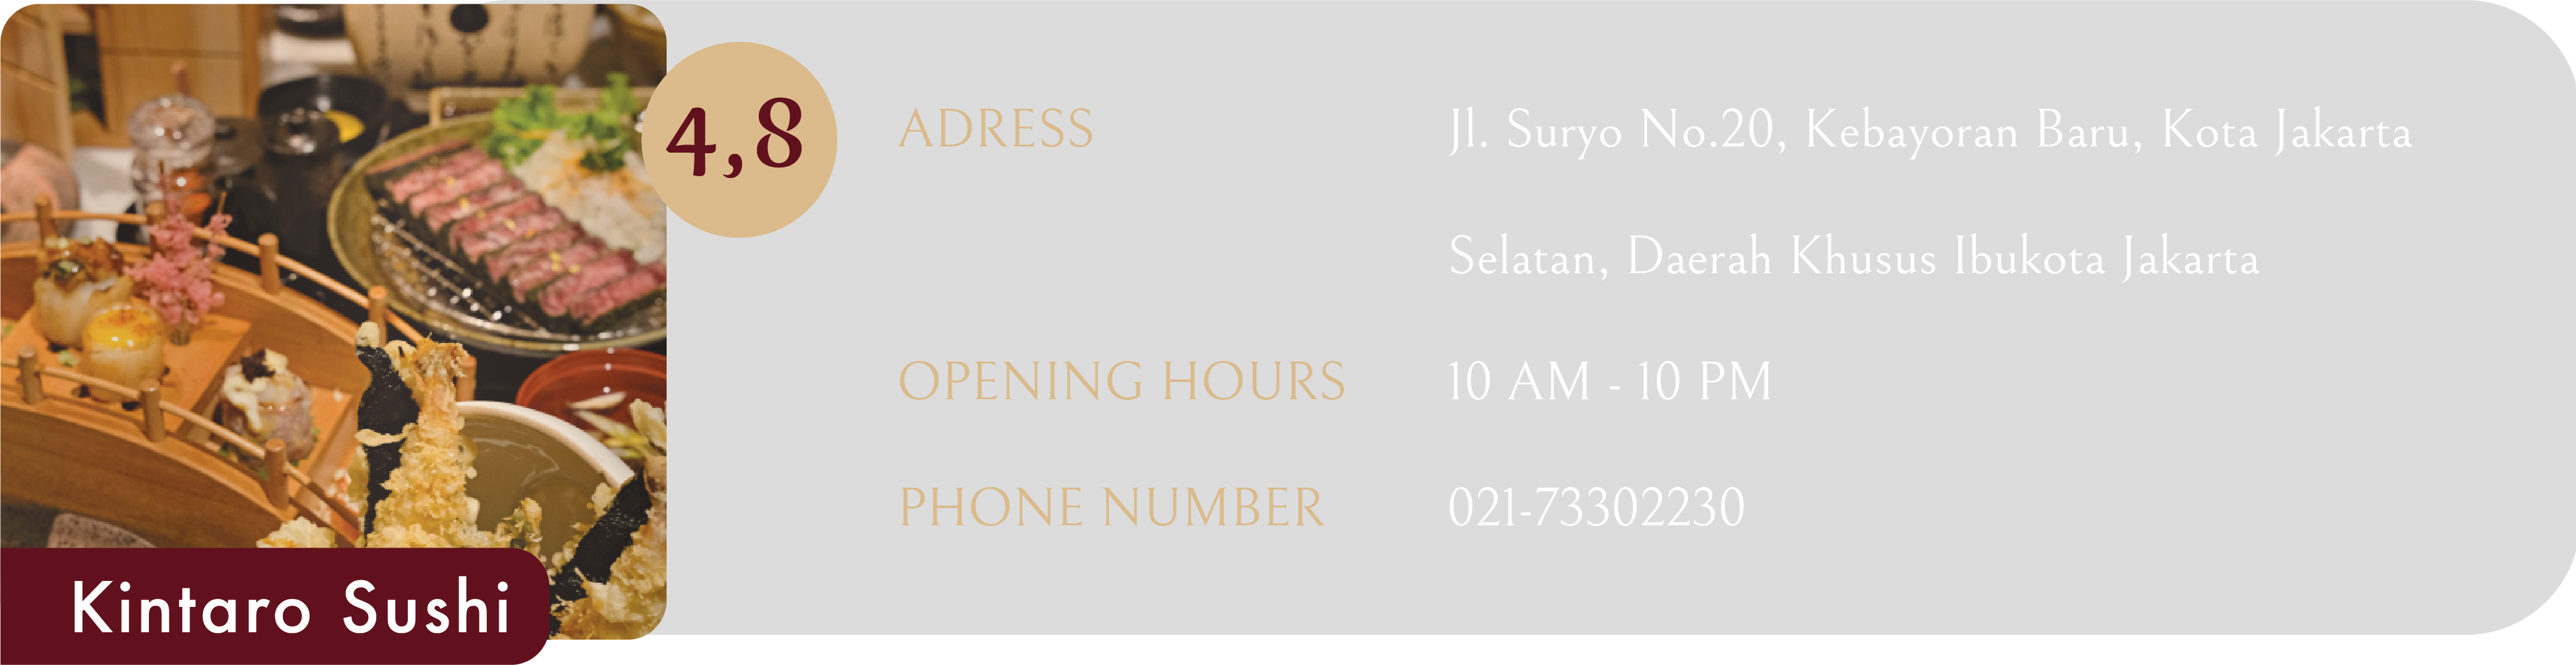 4,8
ADRESS Jl. Suryo No.20, Kebayoran Baru, Kota Jakarta
Selatan, Daerah Khusus Ibukota Jakarta
OPENING HOURS 10 AM - 10 PM
PHONE NUMBER 021-73302230
Kintaro Sushi